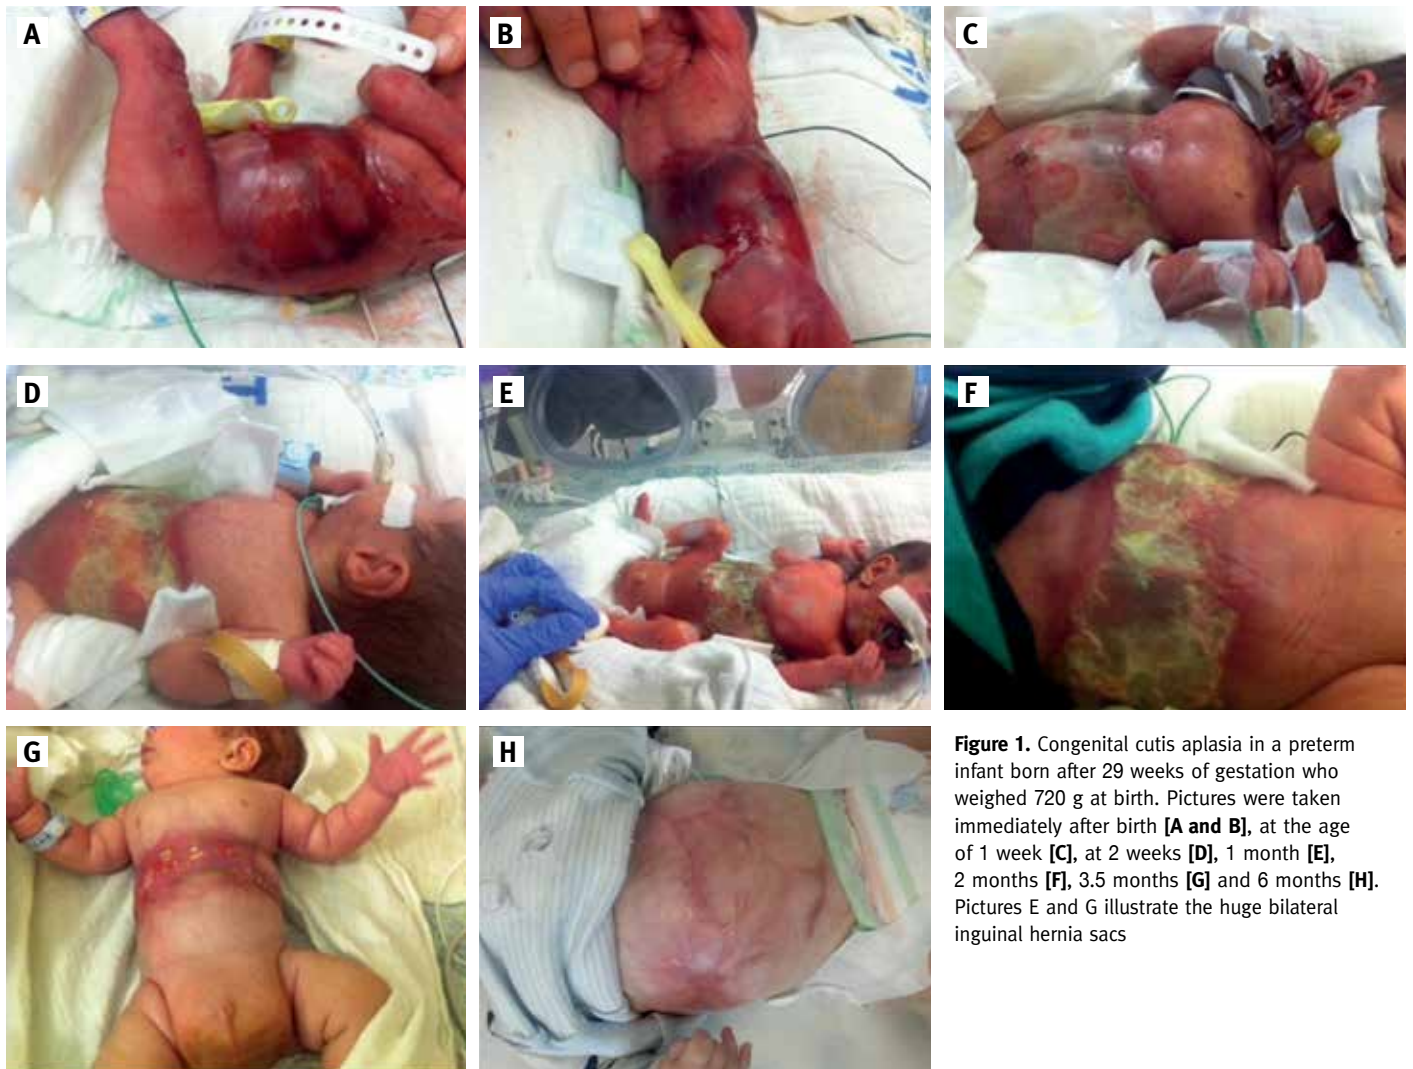 A
B
C
D
E
F
G
H
Figure 1. Congenital cutis aplasia in a preterm
infant born after 29 weeks of gestation who
weighed 720 g at birth. Pictures were taken
immediately after birth [A and B], at the age
of 1 week [C], at 2 weeks [D], 1 month [E],
2 months [F], 3.5 months [G] and 6 months [H].
Pictures E and G illustrate the huge bilateral
inguinal hernia sacs